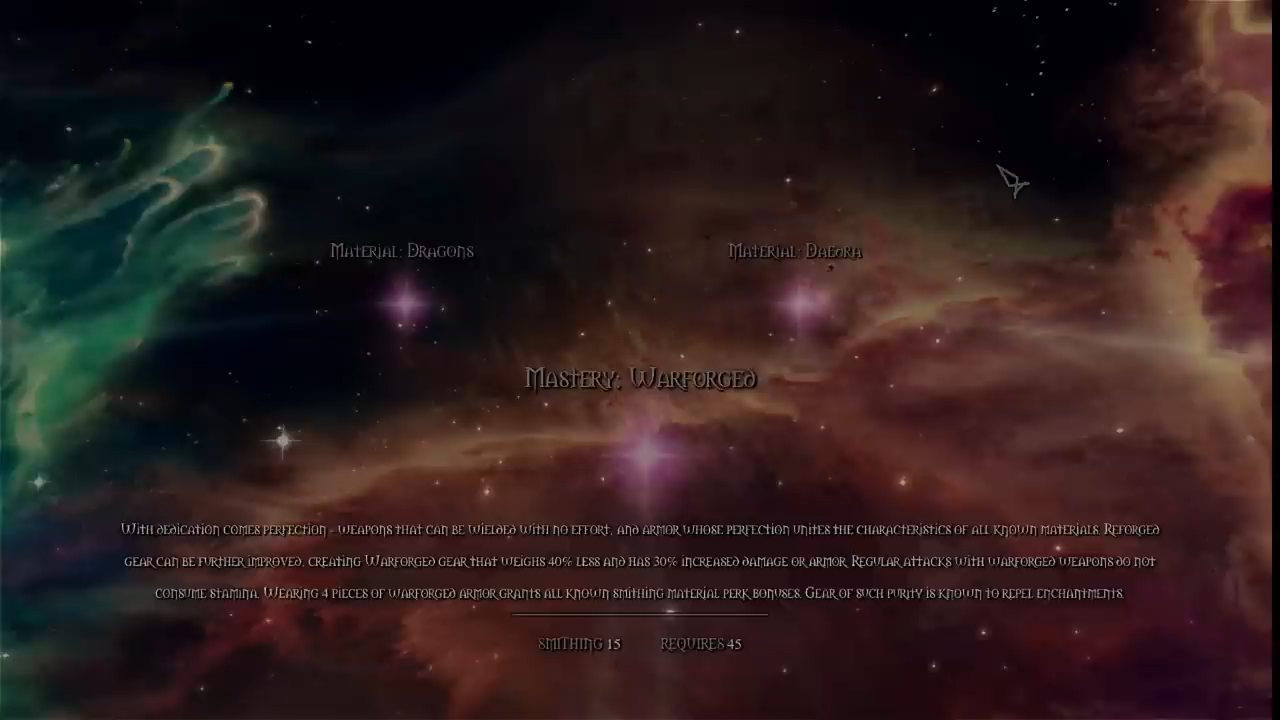 Material: Dragons
Material: Daedra
Mastery: Warforged
With dedication comes perfection - weapons that can be wielded with no effort, and armor whose perfection unites the characteristics of all known materials. Reforged
gear can be further improved, creating Warforged gear that weighs 40% less and has 30% increased damage or armor. Regular attacks with warforged weapons do not
consume stamina. Wearing 4 pieces of warforged armor grants all known smithing material perk bonuses. Gear of such purity is known to repel enchantments.
Smithing 15 Requires 45